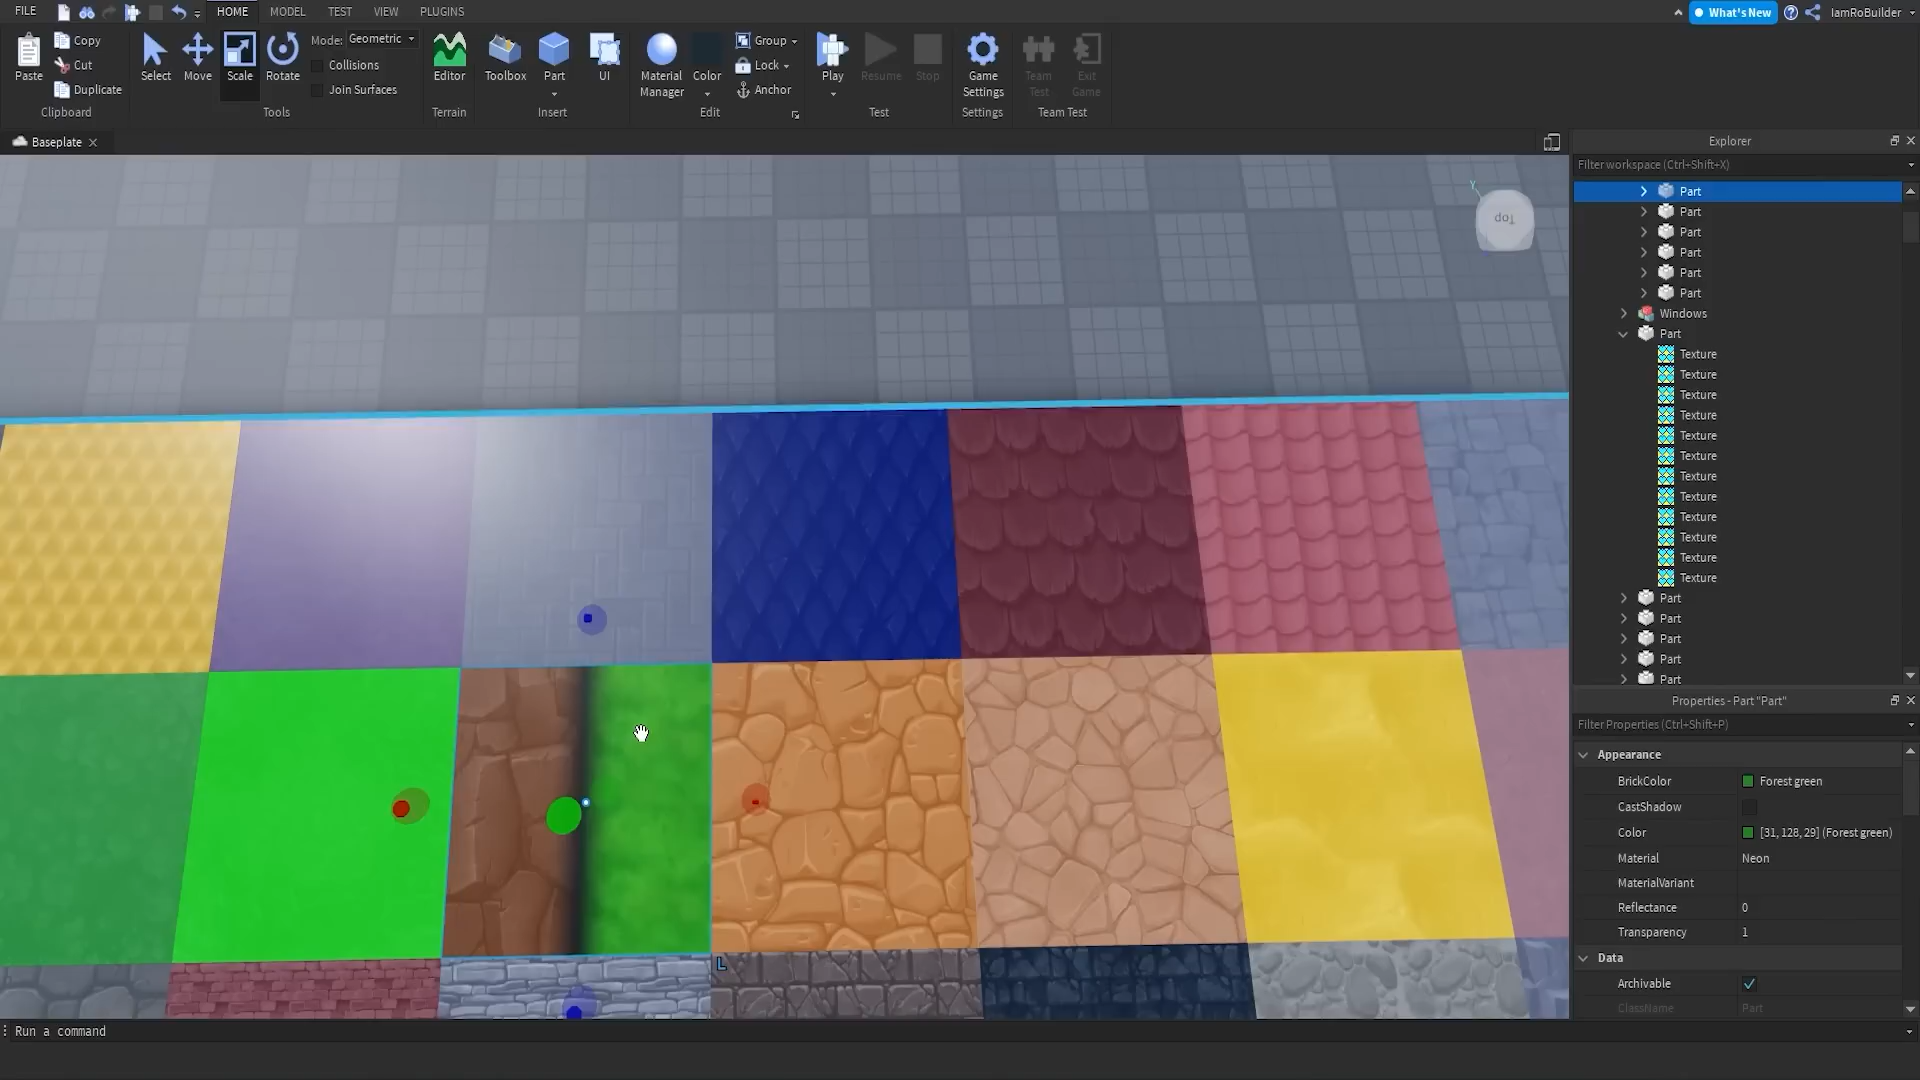 FILE
HOME
MODEL
TEST
VIEW
PLUGINS
What's New
IamRoBuilder
Paste
Copy
Cut
Duplicate
Clipboard
Select
Move
Scale
Rotate
Mode: Geometric
Collisions
Join Surfaces
Tools
Editor
Terrain
Toolbox
Part
UI
Insert
Material
Manager
Color
Group
Lock
Anchor
Edit
Play
Resume
Stop
Test
Game
Settings
Settings
Team
Test
Exit
Game
Team Test
Baseplate
Explorer
Filter workspace (Ctrl+Shift+X)
Y
Top
Part
Part
Part
Part
Part
Part
Windows
Part
Texture
Texture
Texture
Texture
Texture
Texture
Texture
Texture
Texture
Texture
Texture
Texture
Part
Part
Part
Part
Part
L
Properties - Part "Part"
Filter Properties (Ctrl+Shift+P)
Appearance
BrickColor Forest green
CastShadow
Color [31, 128, 29] (Forest green)
Material Neon
MaterialVariant
Reflectance 0
Transparency 1
Data
Archivable
ClassName Part
Run a command